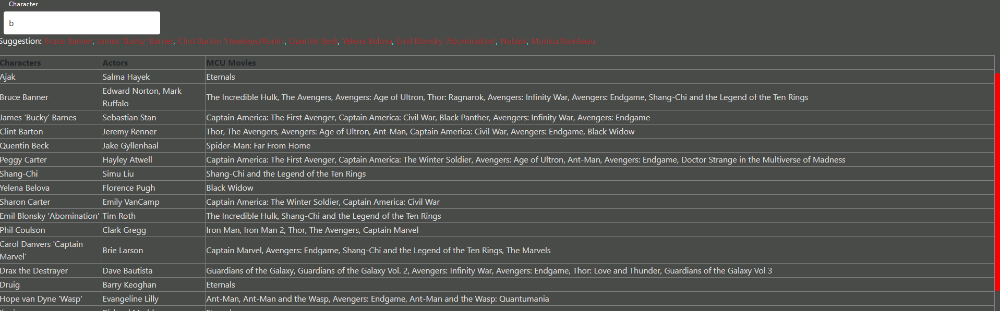 Character
b
Suggestion: Bruce Banner, James 'Bucky' Barnes, Clint Barton 'Hawkeye/Ronin', Quentin Beck, Yelena Belova, Emil Blonsky 'Abomination', Nebula, Monica Rambeau
Characters Actors MCU Movies
Ajak Salma Hayek Eternals
Bruce Banner Edward Norton, Mark Ruffalo The Incredible Hulk, The Avengers, Avengers: Age of Ultron, Thor: Ragnarok, Avengers: Infinity War, Avengers: Endgame, Shang-Chi and the Legend of the Ten Rings
James 'Bucky' Barnes Sebastian Stan Captain America: The First Avenger, Captain America: Civil War, Black Panther, Avengers: Infinity War, Avengers: Endgame
Clint Barton Jeremy Renner Thor, The Avengers, Avengers: Age of Ultron, Ant-Man, Captain America: Civil War, Avengers: Endgame, Black Widow
Quentin Beck Jake Gyllenhaal Spider-Man: Far From Home
Peggy Carter Hayley Atwell Captain America: The First Avenger, Captain America: The Winter Soldier, Avengers: Age of Ultron, Ant-Man, Avengers: Endgame, Doctor Strange in the Multiverse of Madness
Shang-Chi Simu Liu Shang-Chi and the Legend of the Ten Rings
Yelena Belova Florence Pugh Black Widow
Sharon Carter Emily VanCamp Captain America: The Winter Soldier, Captain America: Civil War
Emil Blonsky 'Abomination' Tim Roth The Incredible Hulk, Shang-Chi and the Legend of the Ten Rings
Phil Coulson Clark Gregg Iron Man, Iron Man 2, Thor, The Avengers, Captain Marvel
Carol Danvers 'Captain Marvel' Brie Larson Captain Marvel, Avengers: Endgame, Shang-Chi and the Legend of the Ten Rings, The Marvels
Drax the Destrayer Dave Bautista Guardians of the Galaxy, Guardians of the Galaxy Vol. 2, Avengers: Infinity War, Avengers: Endgame, Thor: Love and Thunder, Guardians of the Galaxy Vol 3
Druig Barry Keoghan Eternals
Hope van Dyne 'Wasp' Evangeline Lilly Ant-Man, Ant-Man and the Wasp, Avengers: Endgame, Ant-Man and the Wasp: Quantumania